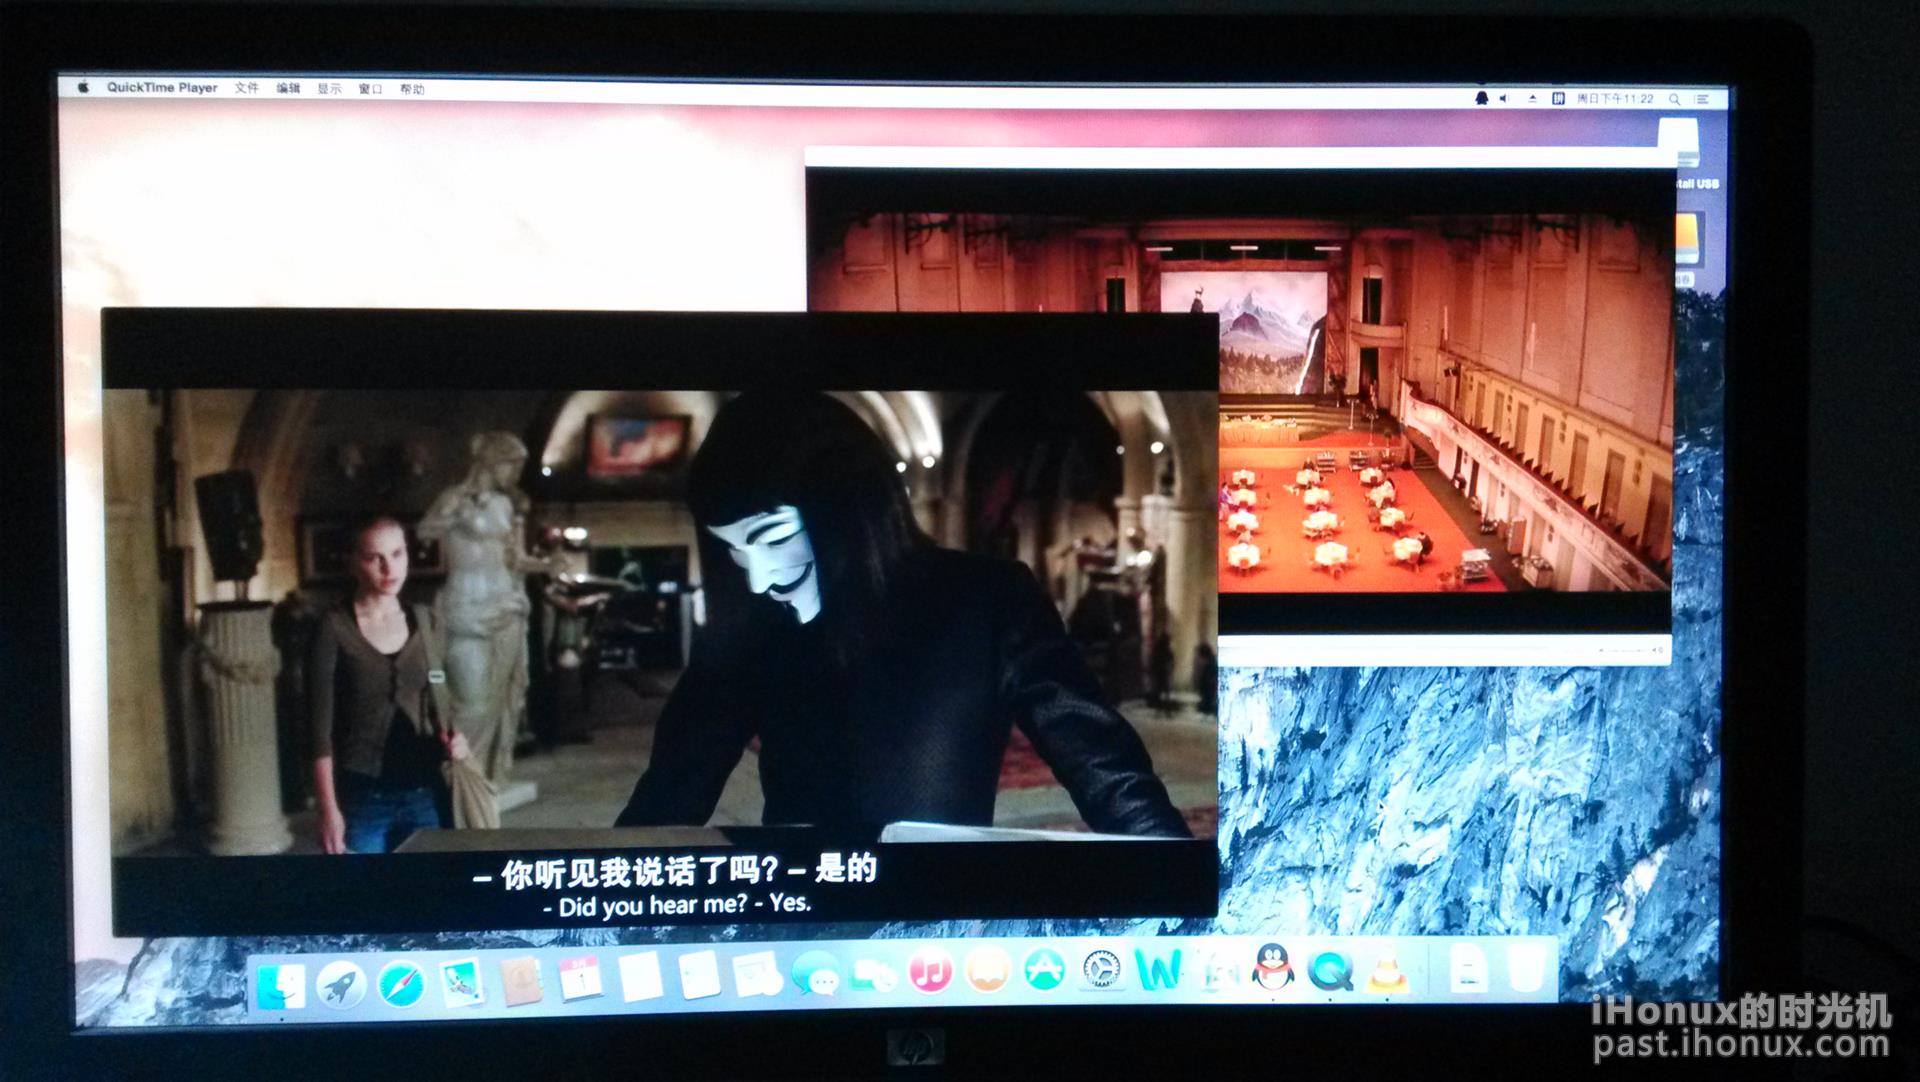 QuickTime Player 文件 编辑 显示 窗口 帮助
周日下午11:22
tall USB
– 你听见我说话了吗？– 是的
- Did you hear me? - Yes.
iHonux的时光机
past.ihonux.com